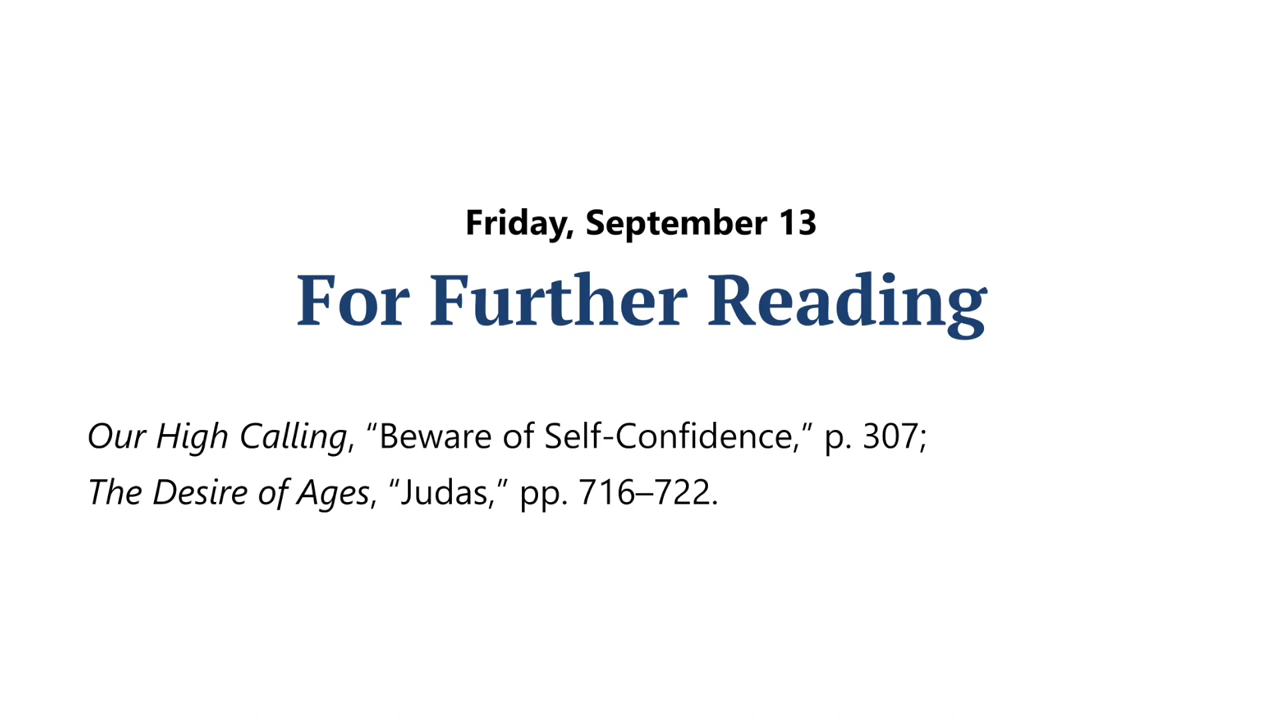 Friday, September 13
For Further Reading
Our High Calling, “Beware of Self-Confidence,” p. 307;
The Desire of Ages, “Judas,” pp. 716–722.